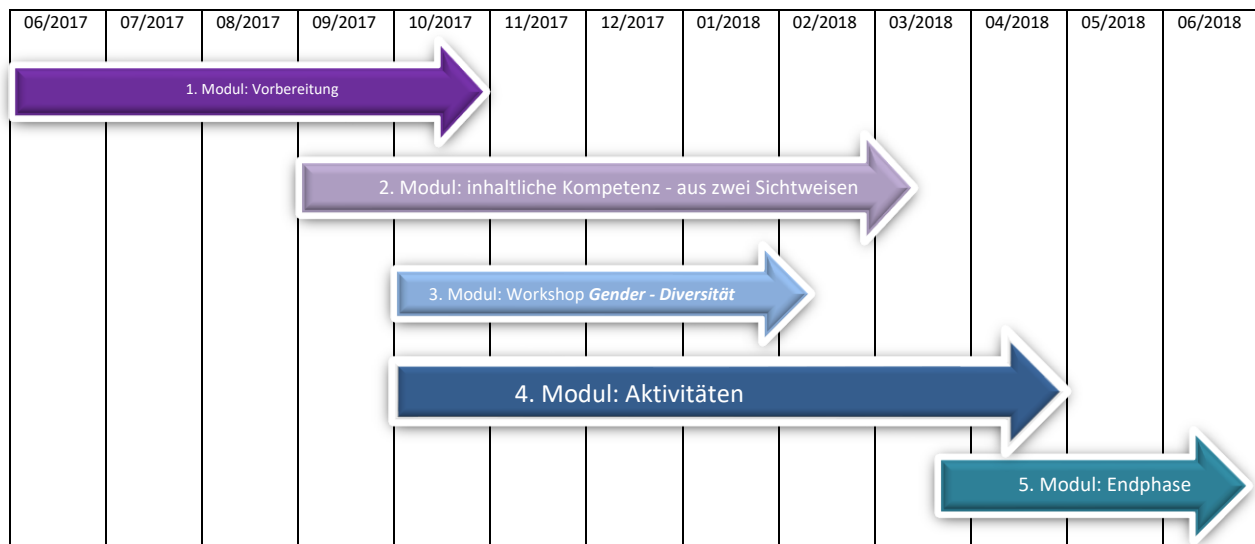 06/2017 07/2017 08/2017 09/2017 10/2017 11/2017 12/2017 01/2018 02/2018 03/2018 04/2018 05/2018 06/2018
1. Modul: Vorbereitung
2. Modul: inhaltliche Kompetenz - aus zwei Sichtweisen
3. Modul: Workshop Gender - Diversität
4. Modul: Aktivitäten
5. Modul: Endphase